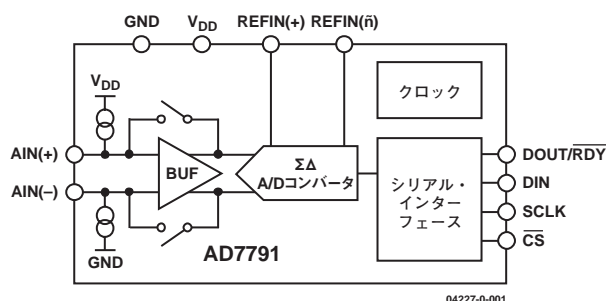 GND
VDD
REFIN(+)
REFIN(ñ)
VDD
クロック
AIN(+)
BUF
ΣΔ
A/Dコンバータ
DOUT/RDY
シリアル・
インター
フェース
DIN
AIN(–)
SCLK
CS
GND
AD7791
04227-0-001